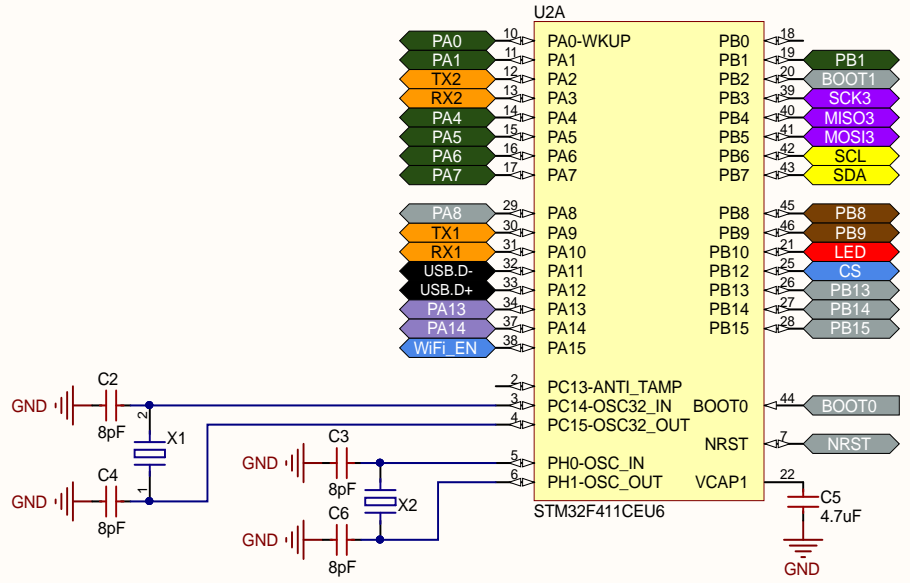 U2A
PA0 10 PA0-WKUP PB0 18
PA1 11 PA1 PB1 19 PB1
TX2 12 PA2 PB2 20 BOOT1
RX2 13 PA3 PB3 39 SCK3
PA4 14 PA4 PB4 40 MISO3
PA5 15 PA5 PB5 41 MOSI3
PA6 16 PA6 PB6 42 SCL
PA7 17 PA7 PB7 43 SDA
PA8 29 PA8 PB8 45 PB8
TX1 30 PA9 PB9 46 PB9
RX1 31 PA10 PB10 21 LED
USB.D- 32 PA11 PB12 25 CS
USB.D+ 33 PA12 PB13 26 PB13
PA13 34 PA13 PB14 27 PB14
PA14 37 PA14 PB15 28 PB15
WiFi_EN 38 PA15
2 PC13-ANTI_TAMP
GND C2 8pF 2 3 PC14-OSC32_IN BOOT0 44 BOOT0
4 PC15-OSC32_OUT
X1
NRST 7 NRST
GND C3 8pF 5 PH0-OSC_IN
6 PH1-OSC_OUT VCAP1 22
GND C4 8pF 1
X2
C5
4.7uF
STM32F411CEU6
GND C6 8pF
GND